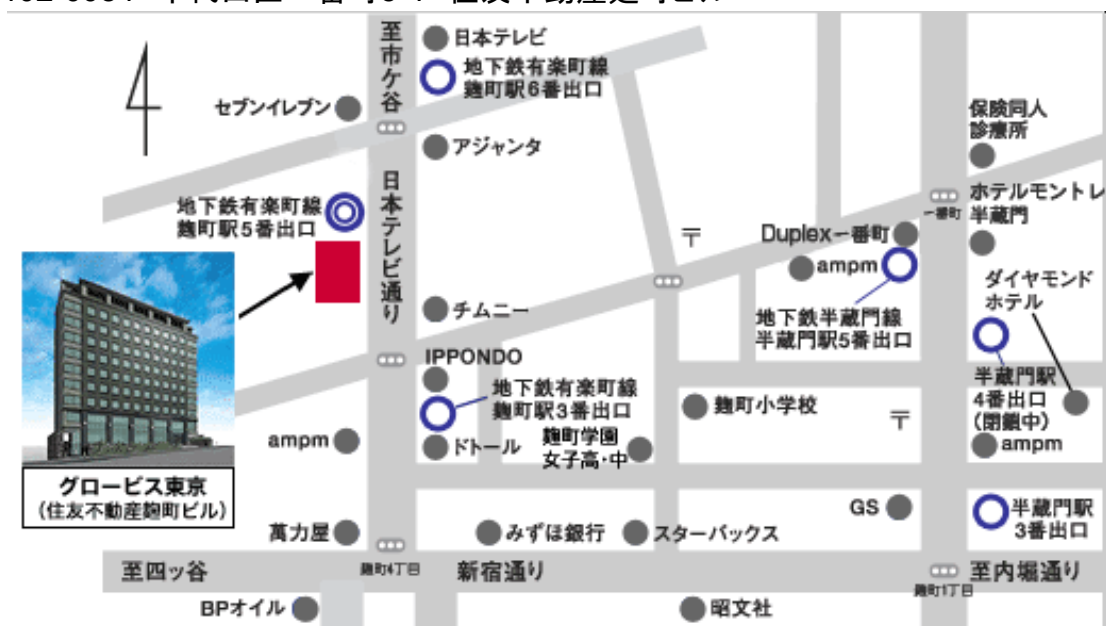 至市ケ谷
日本テレビ
地下鉄有楽町線
麹町駅6番出口
セブンイレブン
アジャンタ
保険同人
診療所
日本テレビ通り
地下鉄有楽町線
麹町駅5番出口
ホテルモントレ
半蔵門
一番町
〒
Duplex一番町
ampm
ダイヤモンド
ホテル
チムニー
地下鉄半蔵門線
半蔵門駅5番出口
IPPONDO
地下鉄有楽町線
麹町駅3番出口
半蔵門駅
4番出口
(閉鎖中)
麹町小学校
〒
ampm
ドトール
麹町学園
女子高・中
ampm
グロービス東京
(住友不動産麹町ビル)
GS
半蔵門駅
3番出口
萬力屋
みずほ銀行
スターバックス
至四ッ谷
麹町4丁目
新宿通り
至内堀通り
麹町1丁目
BPオイル
昭文社